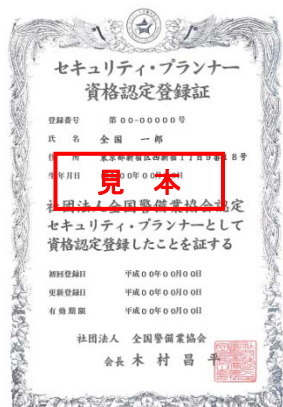 セキュリティ・プランナー
資格認定登録証
登録番号 第00-00000号
氏名 全国 一郎
住所 東京都新宿区西新宿1丁目9番18号
生年月日 00年00月00日
見本
社団法人全国警備業協会認定
セキュリティ・プランナーとして
資格認定登録したことを証する
初回登録日 平成00年00月00日
更新登録日 平成00年00月00日
有効期限 平成00年00月00日
社団法人 全国警備業協会
会長 木村昌平